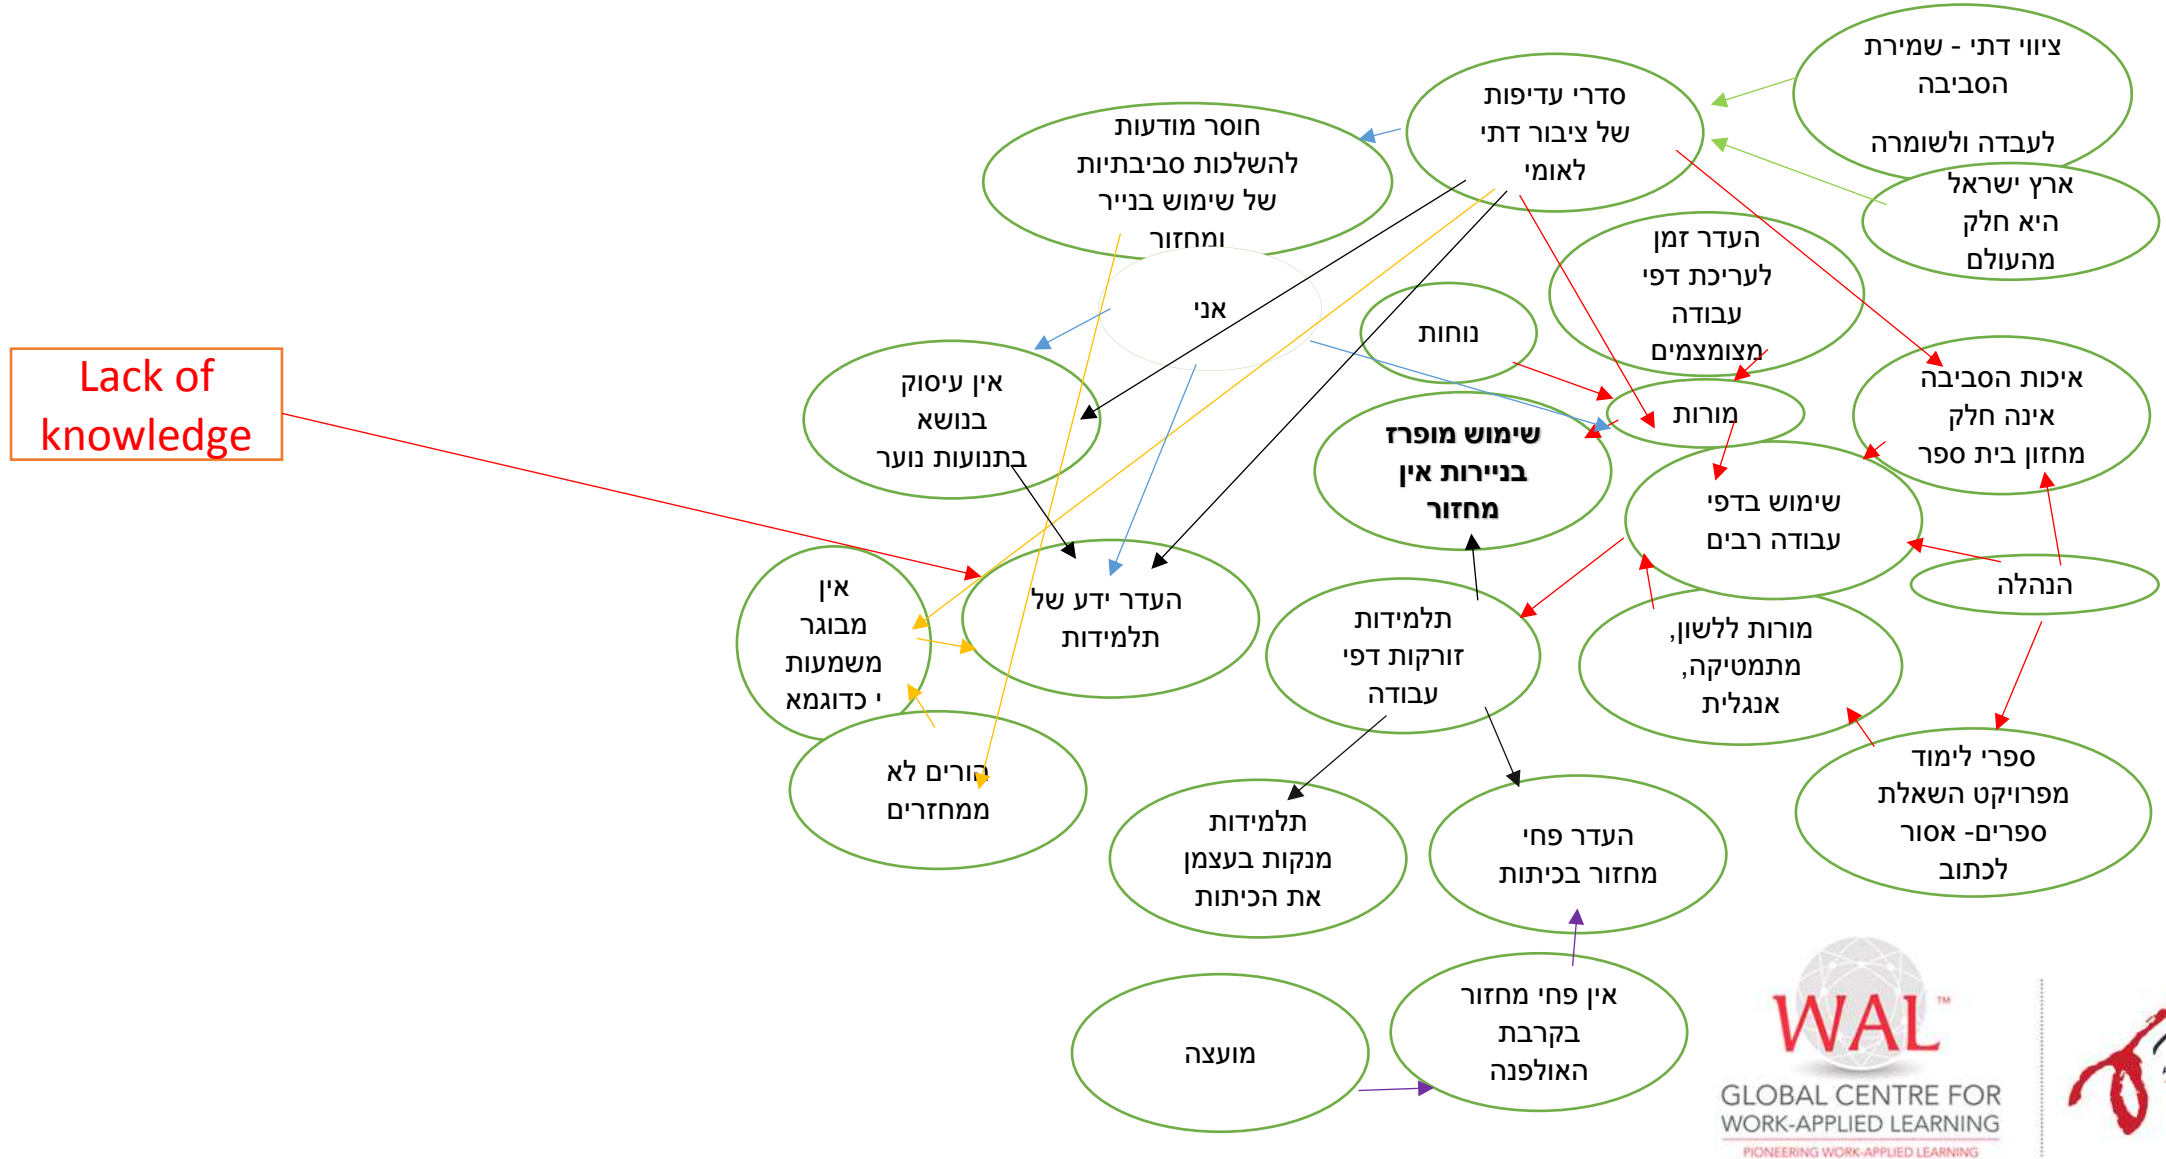 ציווי דתי - שמירת
הסביבה
לעבדה ולשומרה
ארץ ישראל
היא חלק
מהעולם
סדרי עדיפות
של ציבור דתי
לאומי
חוסר מודעות
להשלכות סביבתיות
של שימוש בנייר
ומחזור
העדר זמן
לעריכת דפי
עבודה
מצומצמים
נוחות
אני
Lack of
knowledge
אין עיסוק
בנושא
בתנועות נוער
שימוש מופרז
בניירות אין
מחזור
מורות
איכות הסביבה
אינה חלק
מחזון בית ספר
שימוש בדפי
עבודה רבים
הנהלה
אין
מבוגר
משמעות
י כדוגמא
העדר ידע של
תלמידות
תלמידות
זורקות דפי
עבודה
מורות ללשון,
מתמטיקה,
אנגלית
הורים לא
ממחזרים
ספרי לימוד
מפרויקט השאלת
ספרים- אסור
לכתוב
תלמידות
מנקות בעצמן
את הכיתות
העדר פחי
מחזור בכיתות
מועצה
אין פחי מחזור
בקרבת
האולפנה
WAL™
GLOBAL CENTRE FOR
WORK-APPLIED LEARNING
PIONEERING WORK-APPLIED LEARNING